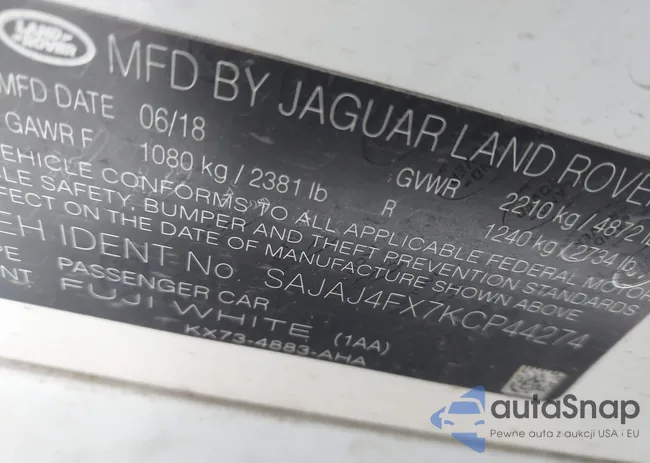 LAND ROVER
MFD BY JAGUAR LAND ROVER
MFD DATE 06/18 GVWR 2210 kg / 4872 lb
GAWR F 1080 kg / 2381 lb R 1240 kg / 2734 lb
VEHICLE CONFORMS TO ALL APPLICABLE FEDERAL MOTOR
SAFETY, BUMPER AND THEFT PREVENTION STANDARDS
EFFECT ON THE DATE OF MANUFACTURE SHOWN ABOVE
EH IDENT No SAJAJ4FX7KCP44274
PE PASSENGER CAR
NT FUJI WHITE (1AA)
KX73-4883-AHA
autaSnap
Pewne auta z aukcji USA i EU